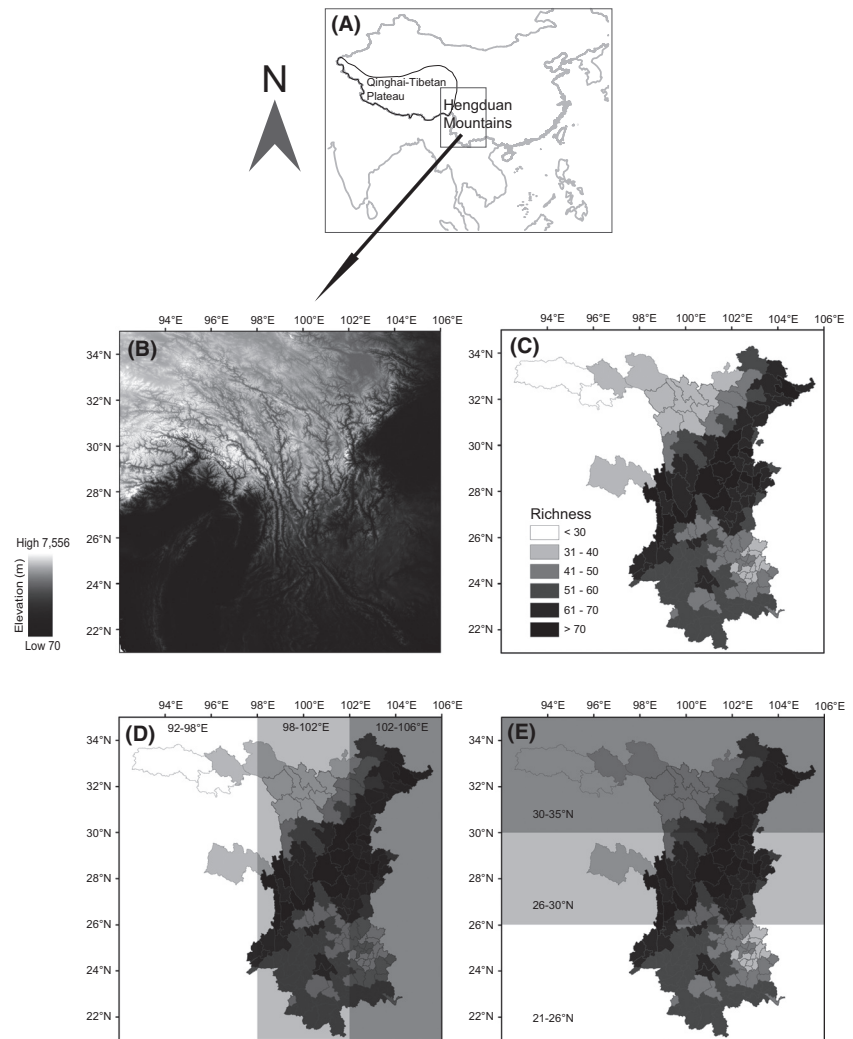 (A)
N
Qinghai-Tibetan
Plateau
Hengduan
Mountains
94°E 96°E 98°E 100°E 102°E 104°E 106°E
(B)
34°N
32°N
30°N
28°N
26°N
24°N
22°N
High 7,556
Elevation (m)
Low 70
94°E 96°E 98°E 100°E 102°E 104°E 106°E
(C)
34°N
32°N
30°N
28°N
26°N
24°N
22°N
Richness
< 30
31 - 40
41 - 50
51 - 60
61 - 70
> 70
94°E 96°E 98°E 100°E 102°E 104°E 106°E
(D)
92-98°E 98-102°E 102-106°E
34°N
32°N
30°N
28°N
26°N
24°N
22°N
94°E 96°E 98°E 100°E 102°E 104°E 106°E
(E)
34°N
32°N
30°N
28°N
26°N
24°N
22°N
30-35°N
26-30°N
21-26°N